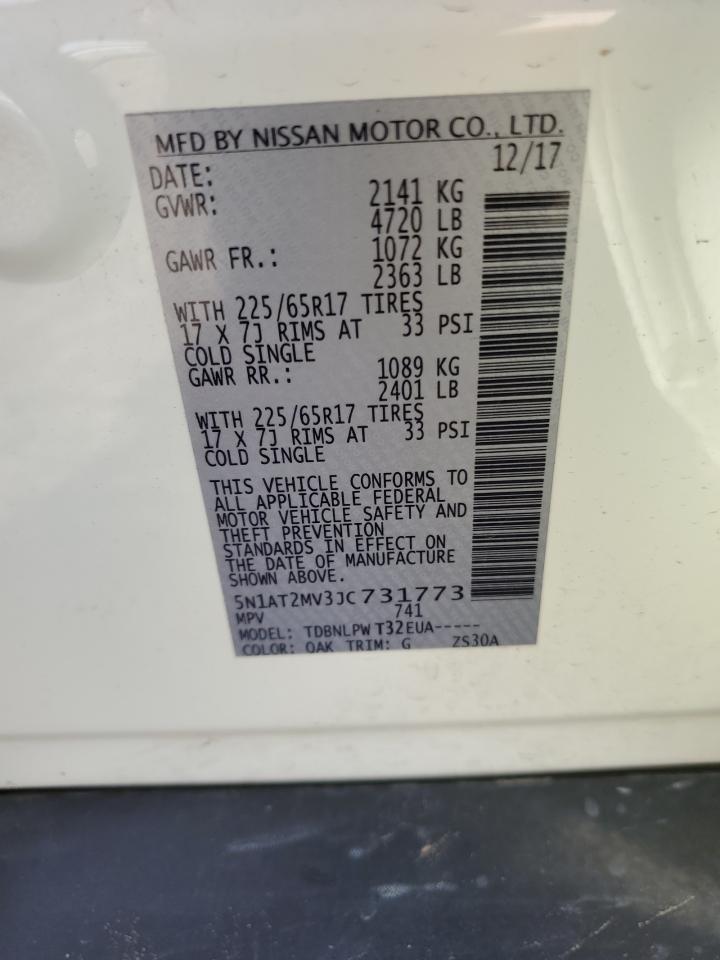 MFD BY NISSAN MOTOR CO., LTD.
DATE: 12/17
GVWR: 2141 KG
4720 LB
GAWR FR.: 1072 KG
2363 LB
WITH 225/65R17 TIRES
17 X 7J RIMS AT 33 PSI
COLD SINGLE
GAWR RR.: 1089 KG
2401 LB
WITH 225/65R17 TIRES
17 X 7J RIMS AT 33 PSI
COLD SINGLE
THIS VEHICLE CONFORMS TO
ALL APPLICABLE FEDERAL
MOTOR VEHICLE SAFETY AND
THEFT PREVENTION
STANDARDS IN EFFECT ON
THE DATE OF MANUFACTURE
SHOWN ABOVE.
5N1AT2MV3JC731773
MPV 741
MODEL: TDBNLPW T32EUA-----
COLOR: QAK TRIM: G ZS30A